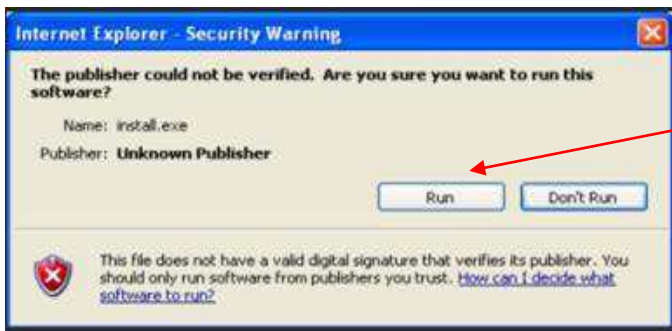 Internet Explorer - Security Warning
The publisher could not be verified. Are you sure you want to run this
software?
Name: install.exe
Publisher: Unknown Publisher
Run Don't Run
This file does not have a valid digital signature that verifies its publisher. You
should only run software from publishers you trust. How can I decide what
software to run?